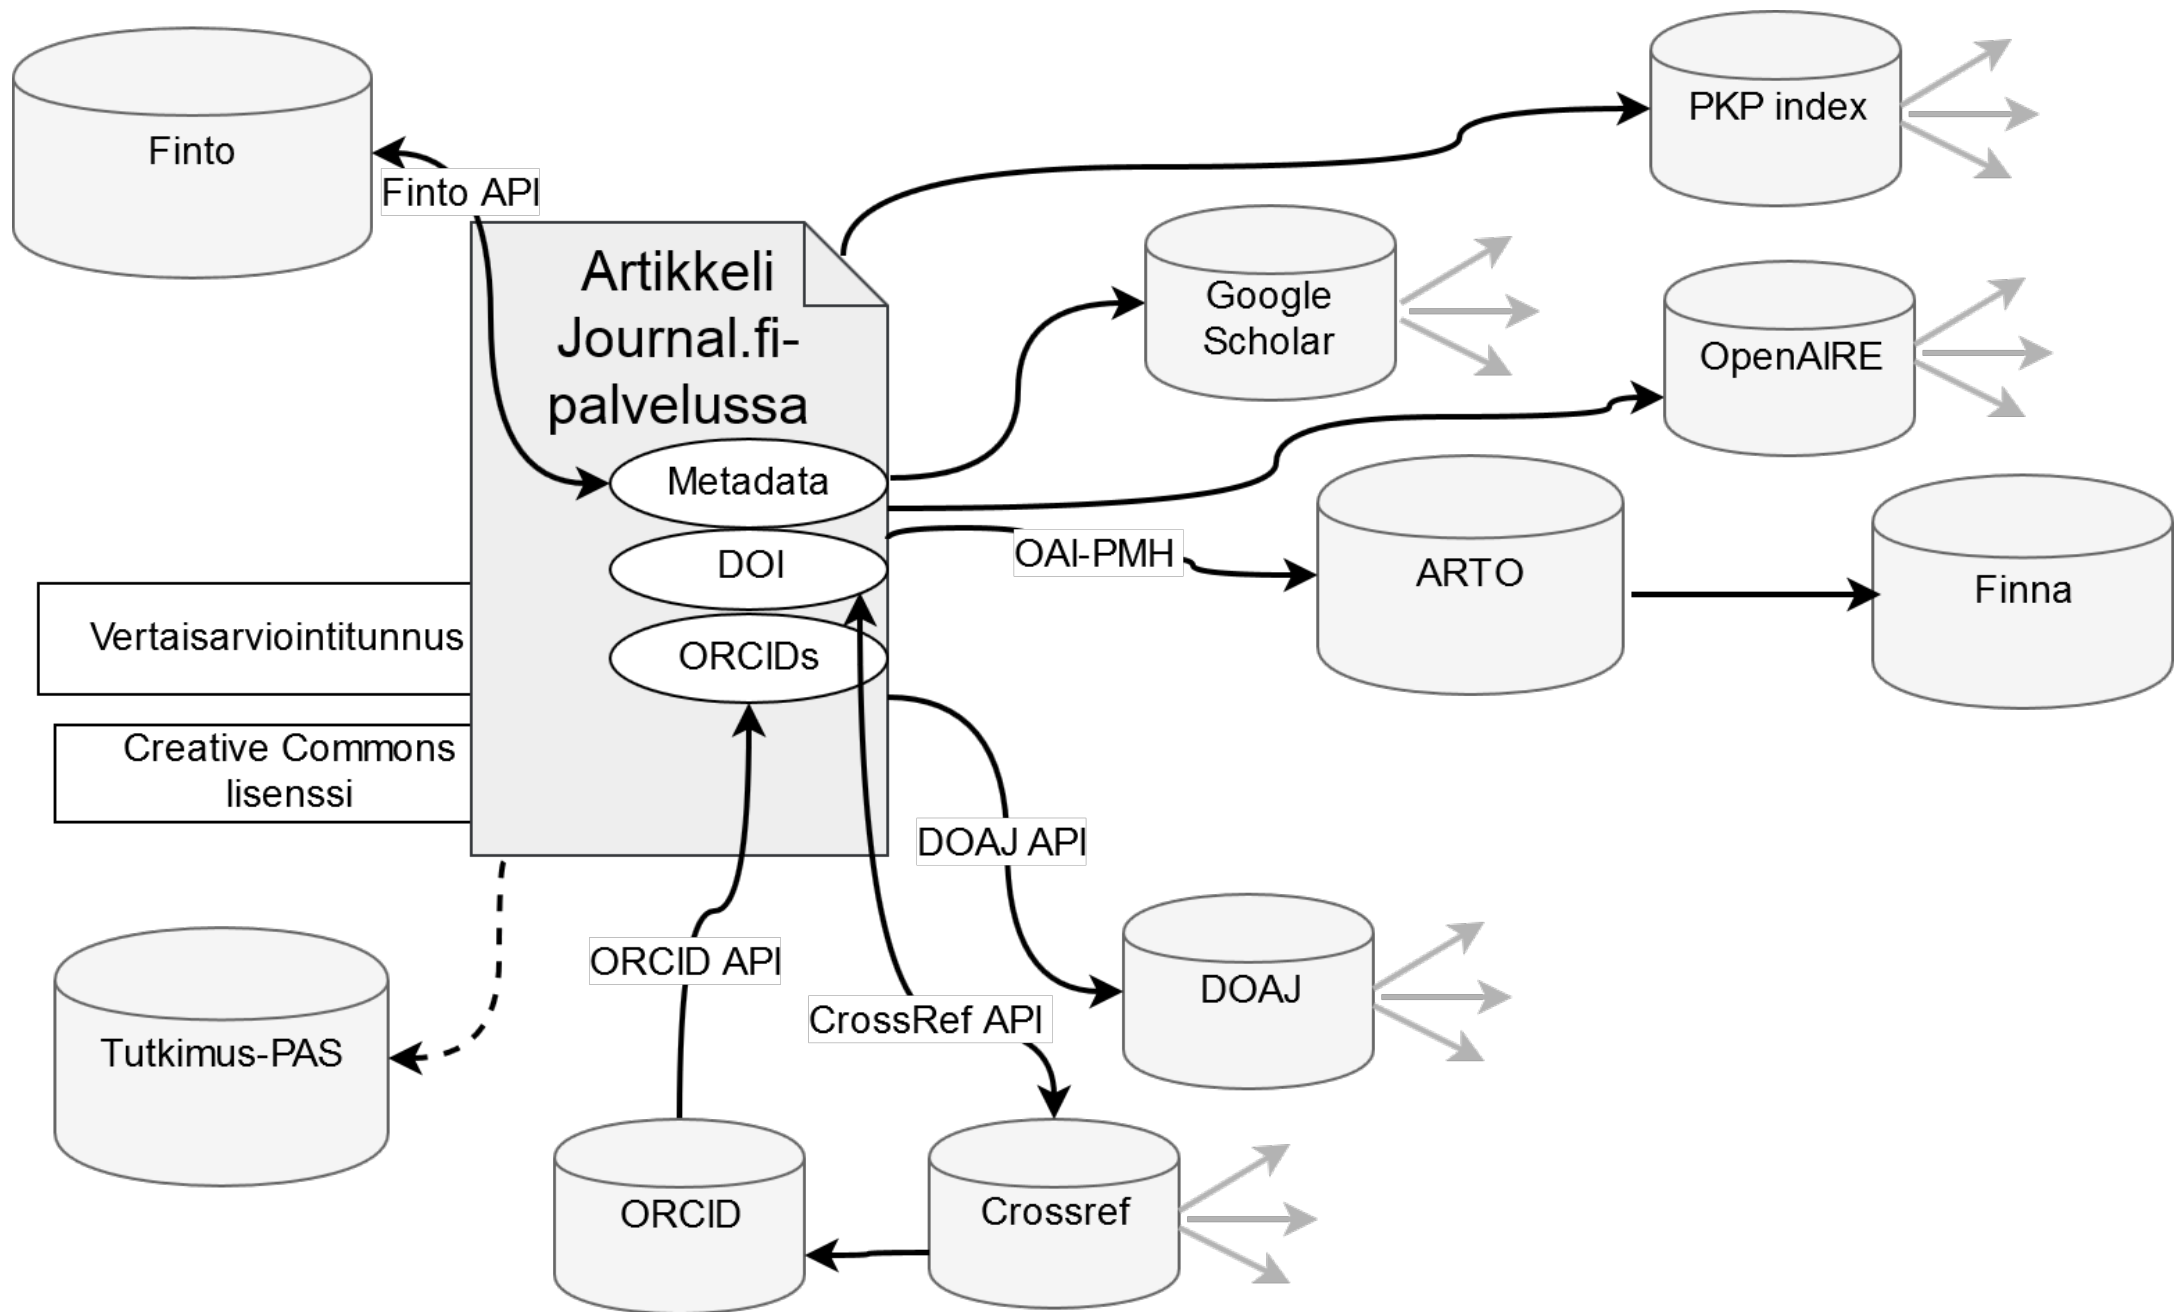 Finto
PKP index
Finto API
Artikkeli
Journal.fi-
palvelussa
Google
Scholar
OpenAIRE
Metadata
DOI
ORCIDs
OAI-PMH
ARTO
Finna
Vertaisarviointitunnus
Creative Commons
lisenssi
DOAJ API
ORCID API
CrossRef API
DOAJ
Tutkimus-PAS
ORCID
Crossref